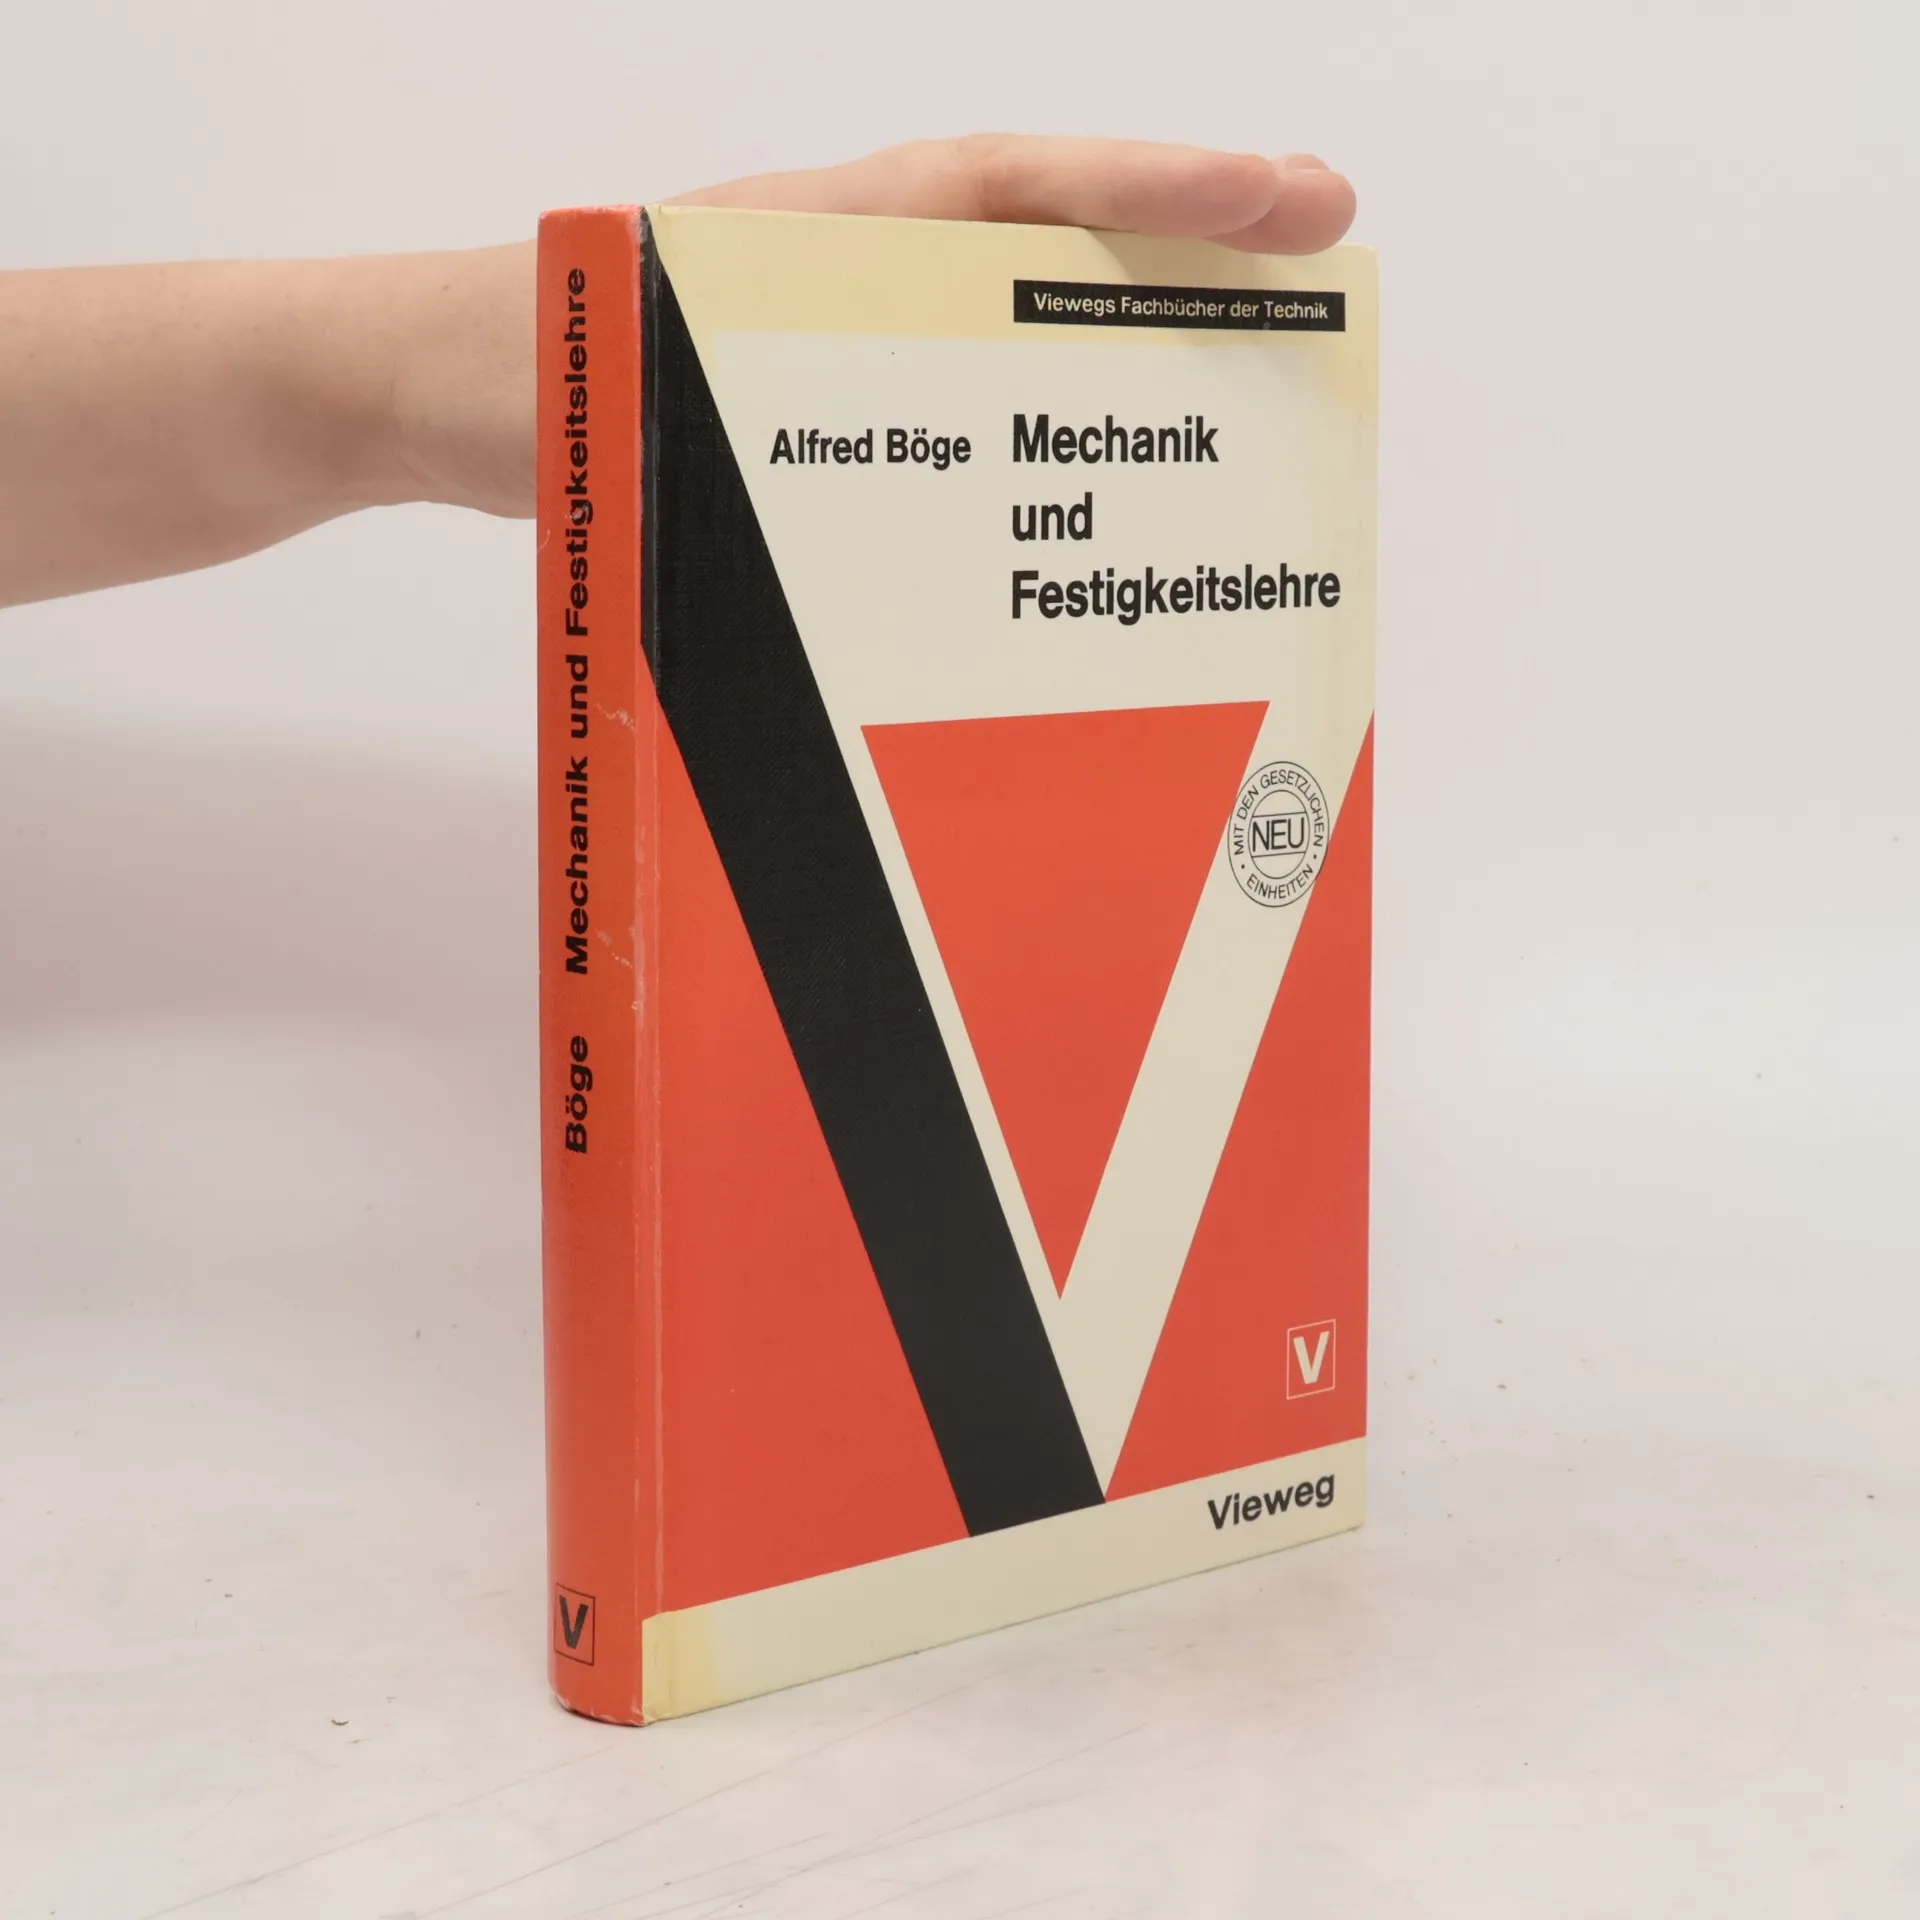 Böge Mechanik und Festigkeitslehre
V
Viewegs Fachbücher der Technik
Alfred Böge
Mechanik
und
Festigkeitslehre
MIT DEN GESETZLICHEN
NEU
EINHEITEN
V
Vieweg